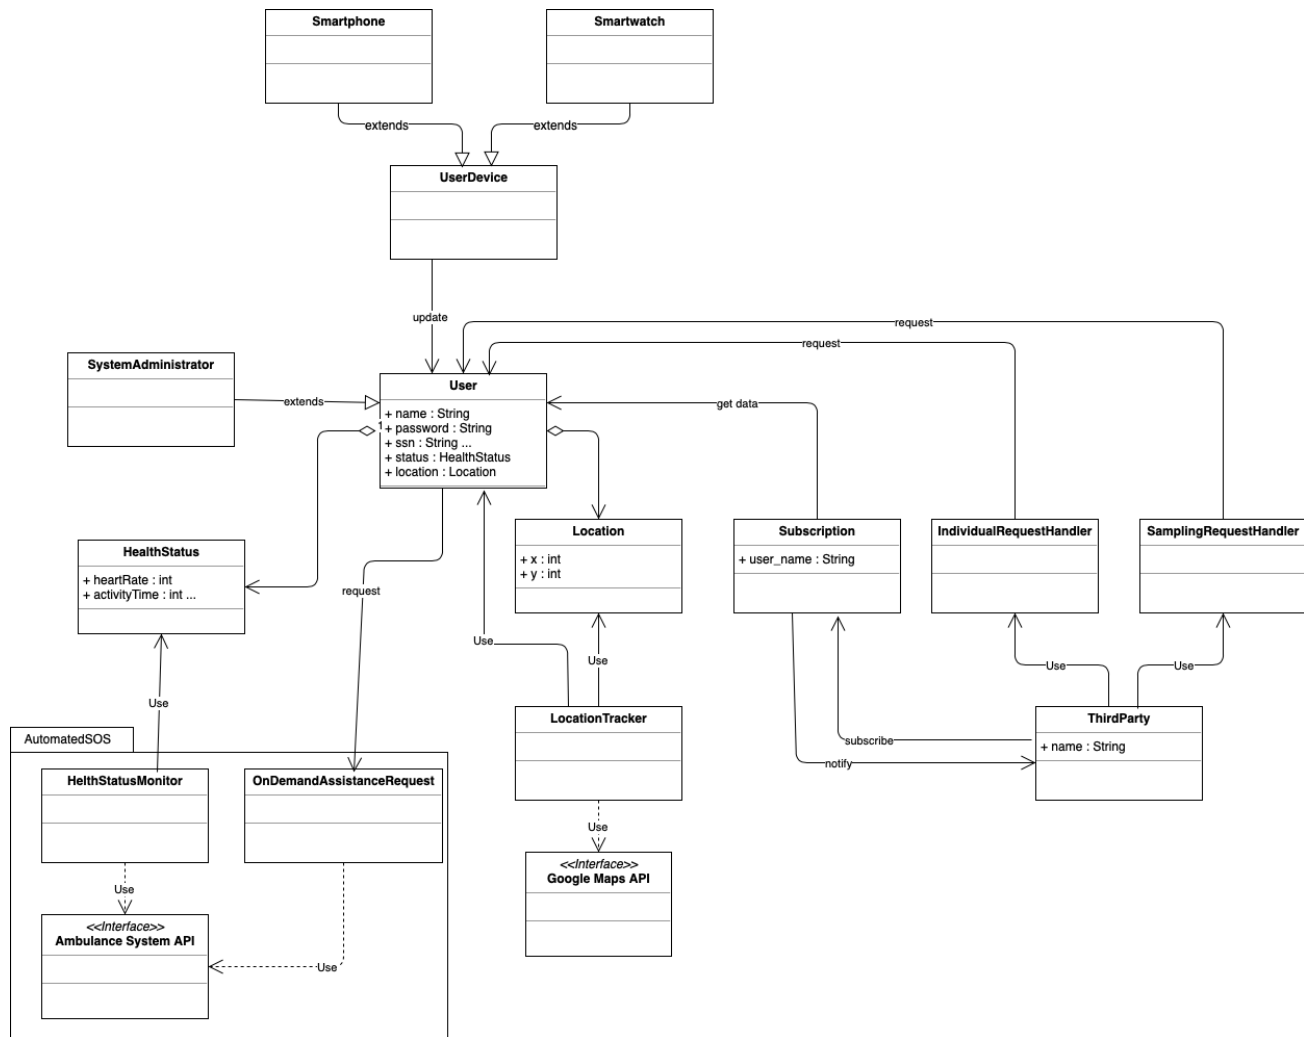 Smartphone
Smartwatch
extends
extends
UserDevice
update
request
request
SystemAdministrator
extends
User
+ name : String
+ password : String
+ ssn : String ...
+ status : HealthStatus
+ location : Location
1
get data
HealthStatus
+ heartRate : int
+ activityTime : int ...
request
Location
+ x : int
+ y : int
Subscription
+ user_name : String
IndividualRequestHandler
SamplingRequestHandler
Use
Use
Use
Use
Use
LocationTracker
ThirdParty
+ name : String
subscribe
notify
AutomatedSOS
HelthStatusMonitor
OnDemandAssistanceRequest
Use
Use
<<Interface>>
Google Maps API
<<Interface>>
Ambulance System API
Use